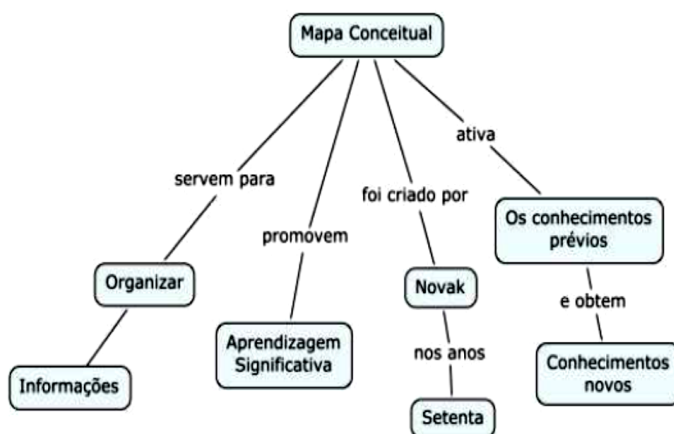 Mapa Conceitual
ativa
servem para
foi criado por
Os conhecimentos
prévios
promovem
Organizar
Novak
e obtem
Aprendizagem
Significativa
nos anos
Conhecimentos
novos
Informações
Setenta